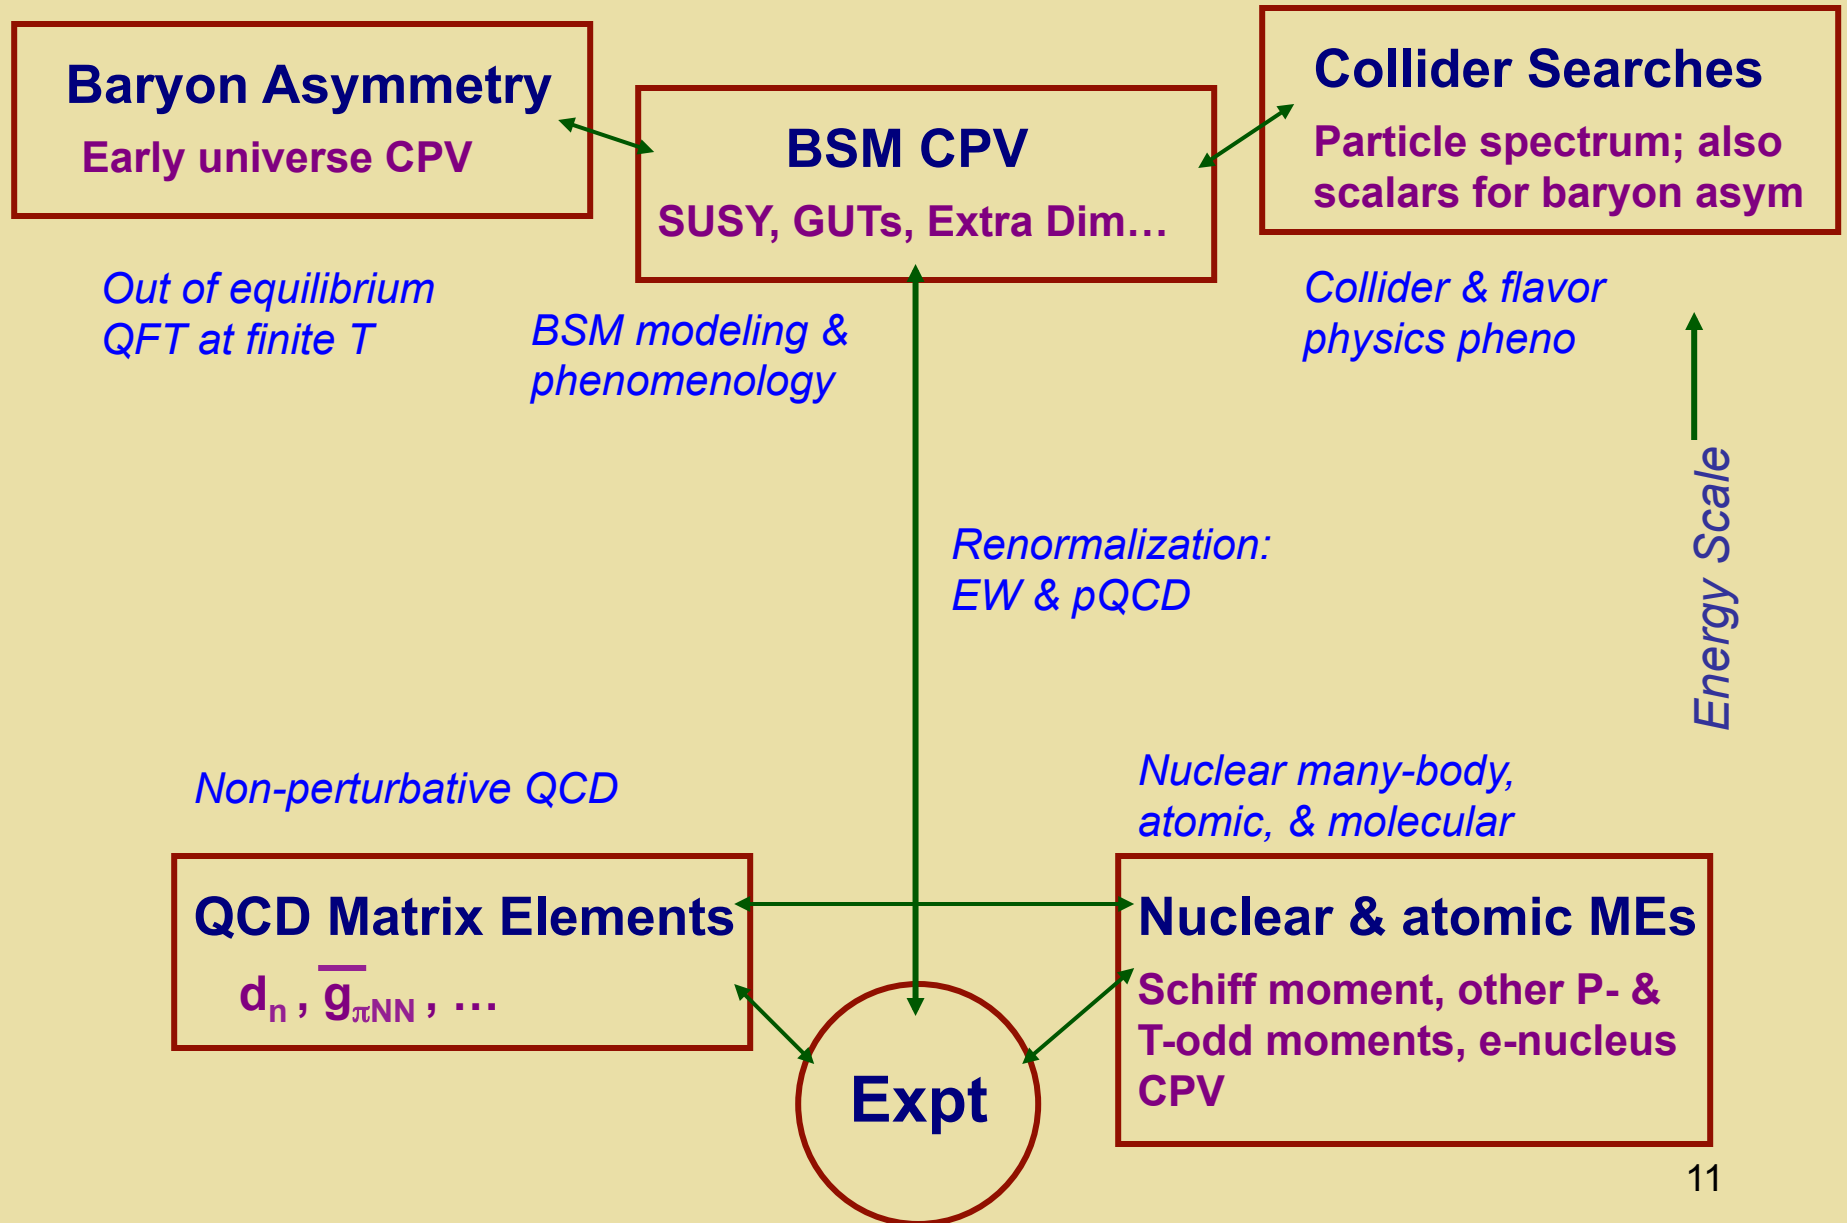 Baryon Asymmetry
Early universe CPV
BSM CPV
SUSY, GUTs, Extra Dim…
Collider Searches
Particle spectrum; also
scalars for baryon asym
Out of equilibrium
QFT at finite T
BSM modeling &
phenomenology
Collider & flavor
physics pheno
Energy Scale
Renormalization:
EW & pQCD
Non-perturbative QCD
Nuclear many-body,
atomic, & molecular
QCD Matrix Elements
dₙ , g̅πNN , …
Nuclear & atomic MEs
Schiff moment, other P- &
T-odd moments, e-nucleus
CPV
Expt
11